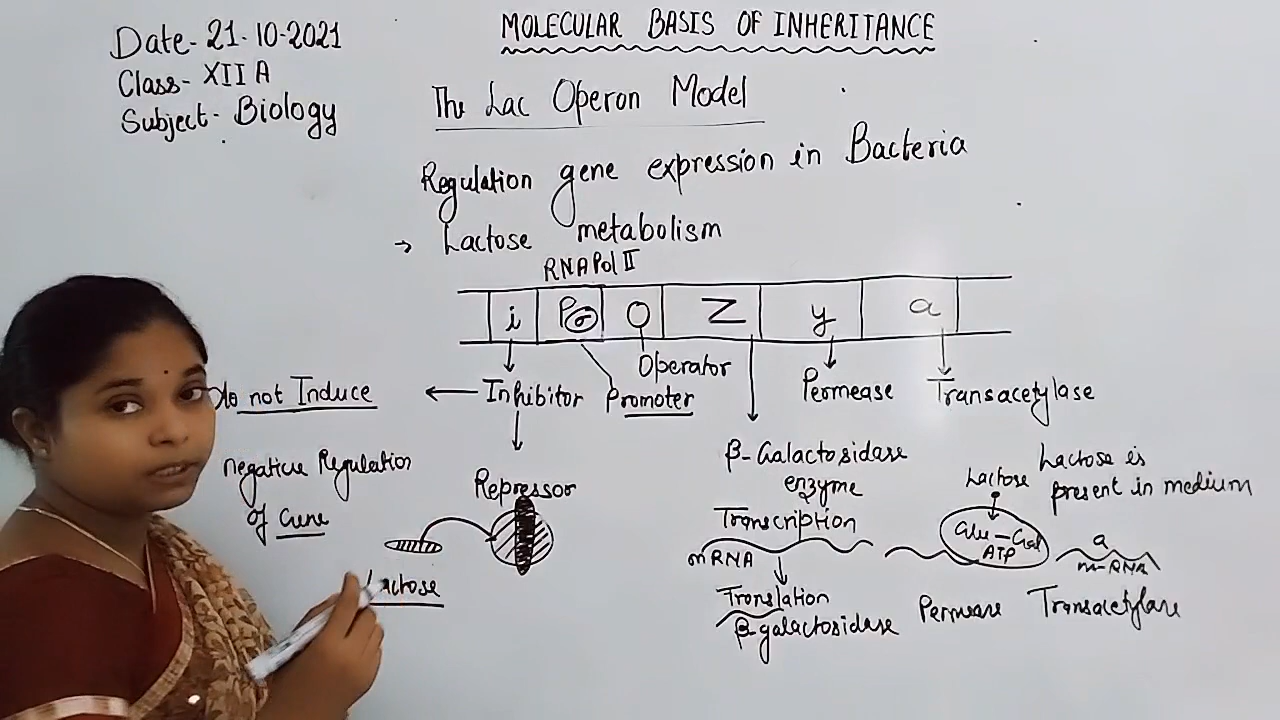 Date- 21-10-2021
Class- XII A
Subject- Biology
MOLECULAR BASIS OF INHERITANCE
The Lac Operon Model
Regulation gene expression in Bacteria
→ Lactose metabolism
RNA Pol II
i P σ O Z y a
Operator
do not Induce ← Inhibitor Promoter Permease Transacetylase
negative Regulation
of Gene
Repressor
Lactose
β-Galactosidase
enzyme
Transcription
mRNA
Translation
β-galactosidase
Lactose
Glu-Gal
ATP
Permease
Lactose is
present in medium
a
m-RNA
Transacetylase